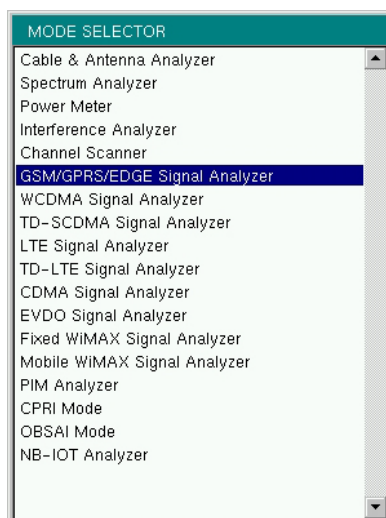 MODE SELECTOR
Cable & Antenna Analyzer
Spectrum Analyzer
Power Meter
Interference Analyzer
Channel Scanner
GSM/GPRS/EDGE Signal Analyzer
WCDMA Signal Analyzer
TD-SCDMA Signal Analyzer
LTE Signal Analyzer
TD-LTE Signal Analyzer
CDMA Signal Analyzer
EVDO Signal Analyzer
Fixed WiMAX Signal Analyzer
Mobile WiMAX Signal Analyzer
PIM Analyzer
CPRI Mode
OBSAI Mode
NB-IOT Analyzer